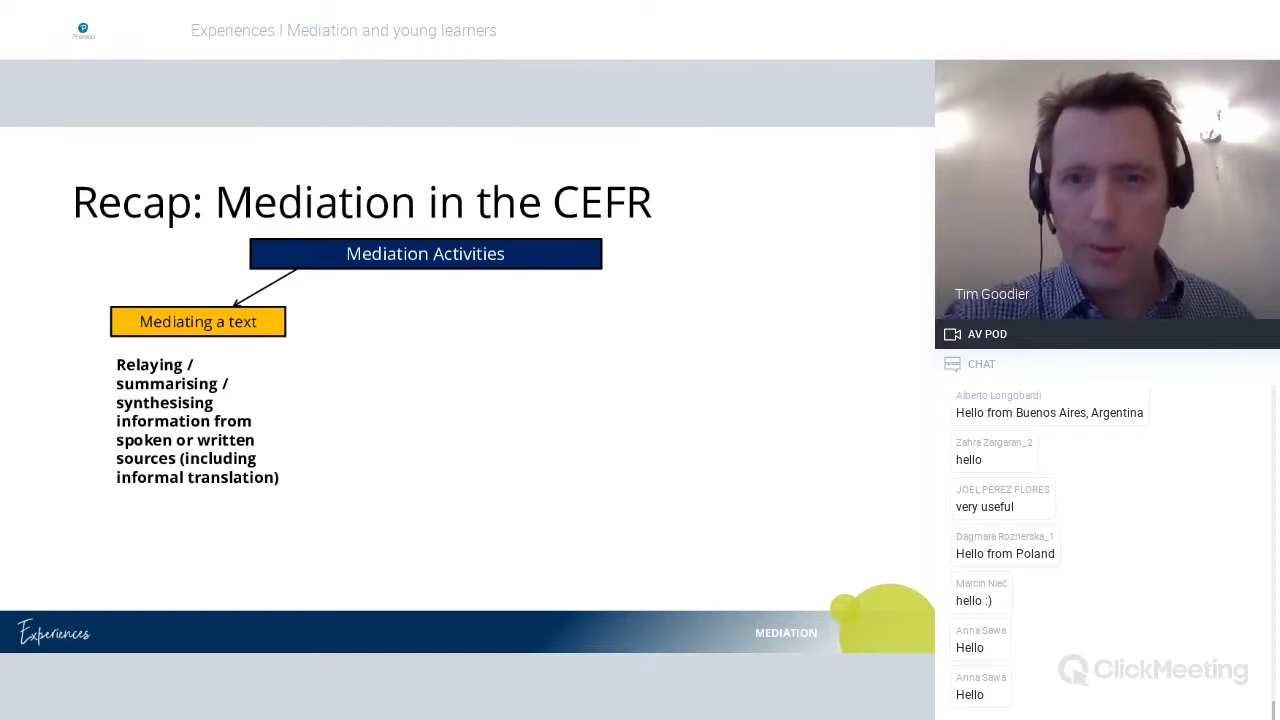 Experiences I Mediation and young learners
Recap: Mediation in the CEFR
Mediation Activities
Mediating a text
Relaying /
summarising /
synthesising
information from
spoken or written
sources (including
informal translation)
Experiences
MEDIATION
Tim Goodier
AV POD
CHAT
Alberto Longobardi
Hello from Buenos Aires, Argentina
Zahra Zargaran_2
hello
JOEL PÉREZ FLORES
very useful
Dagmara Roznerska_1
Hello from Poland
Marcin Nieć
hello :)
Anna Sawa
Hello
Anna Sawa
Hello
ClickMeeting